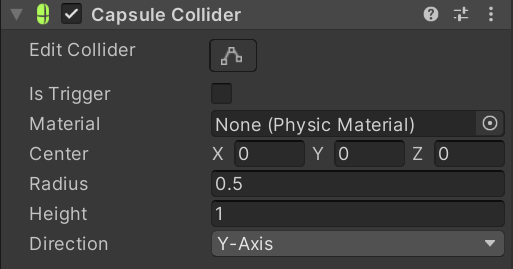 Capsule Collider
Edit Collider
Is Trigger
Material None (Physic Material)
Center X 0 Y 0 Z 0
Radius 0.5
Height 1
Direction Y-Axis